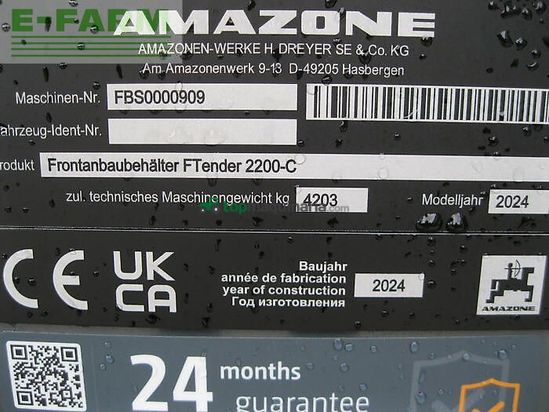 E-FARM
AMAZONE
AMAZONEN-WERKE H. DREYER SE & Co. KG
Am Amazonenwerk 9-13 D-49205 Hasbergen
Maschinen-Nr. FBS0000909
Fahrzeug-Ident-Nr.
Produkt Frontanbaubehälter FTender 2200-C
zul. technisches Maschinengewicht kg 4203 Modelljahr 2024
CE UK CA
Baujahr
année de fabrication
year of construction
Год изготовления
2024
AMAZONE
24 months
guarantee